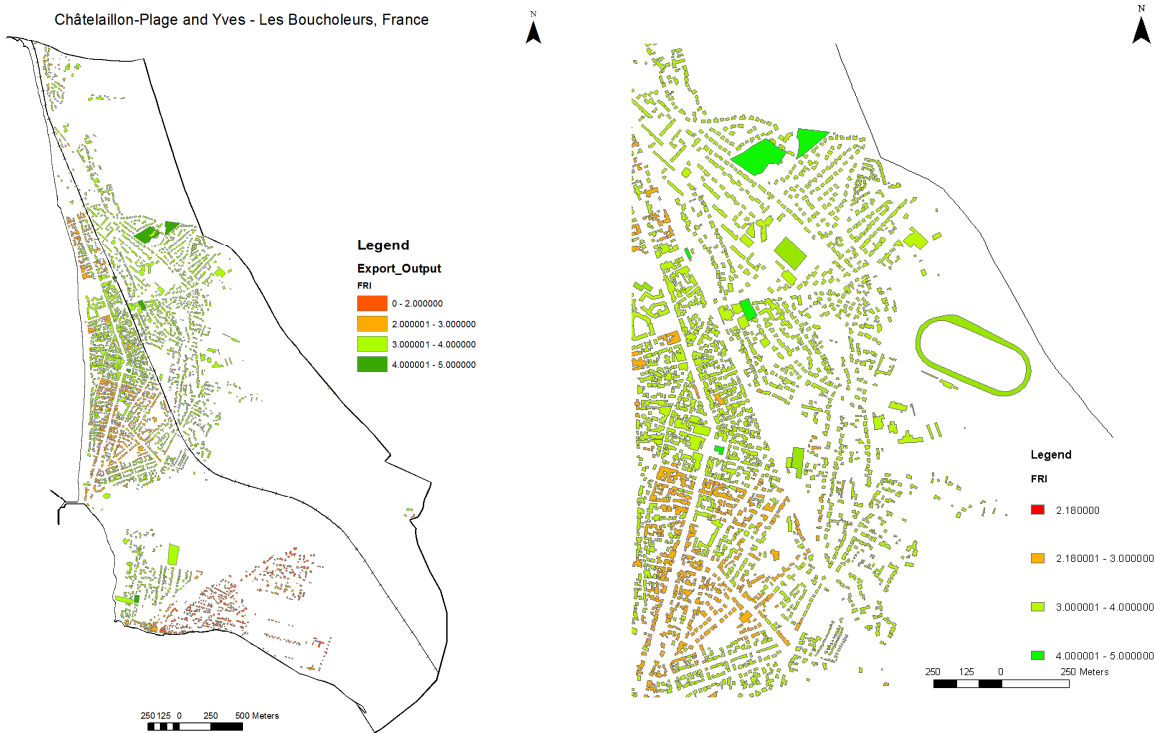 Châtelaillon-Plage and Yves - Les Boucholeurs, France
N
Legend
Export_Output
FRI
0 - 2.000000
2.000001 - 3.000000
3.000001 - 4.000000
4.000001 - 5.000000
250 125 0 250 500 Meters
N
Legend
FRI
2.180000
2.180001 - 3.000000
3.000001 - 4.000000
4.000001 - 5.000000
250 125 0 250 Meters